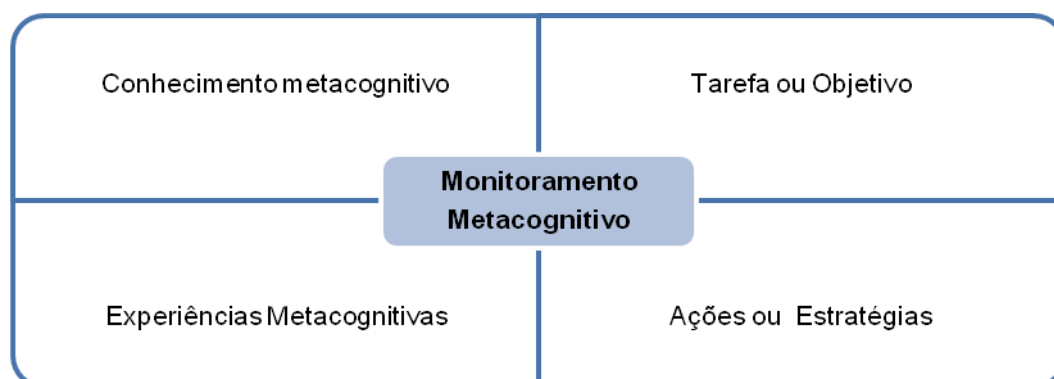 Conhecimento metacognitivo
Tarefa ou Objetivo
Monitoramento
Metacognitivo
Experiências Metacognitivas
Ações ou Estratégias